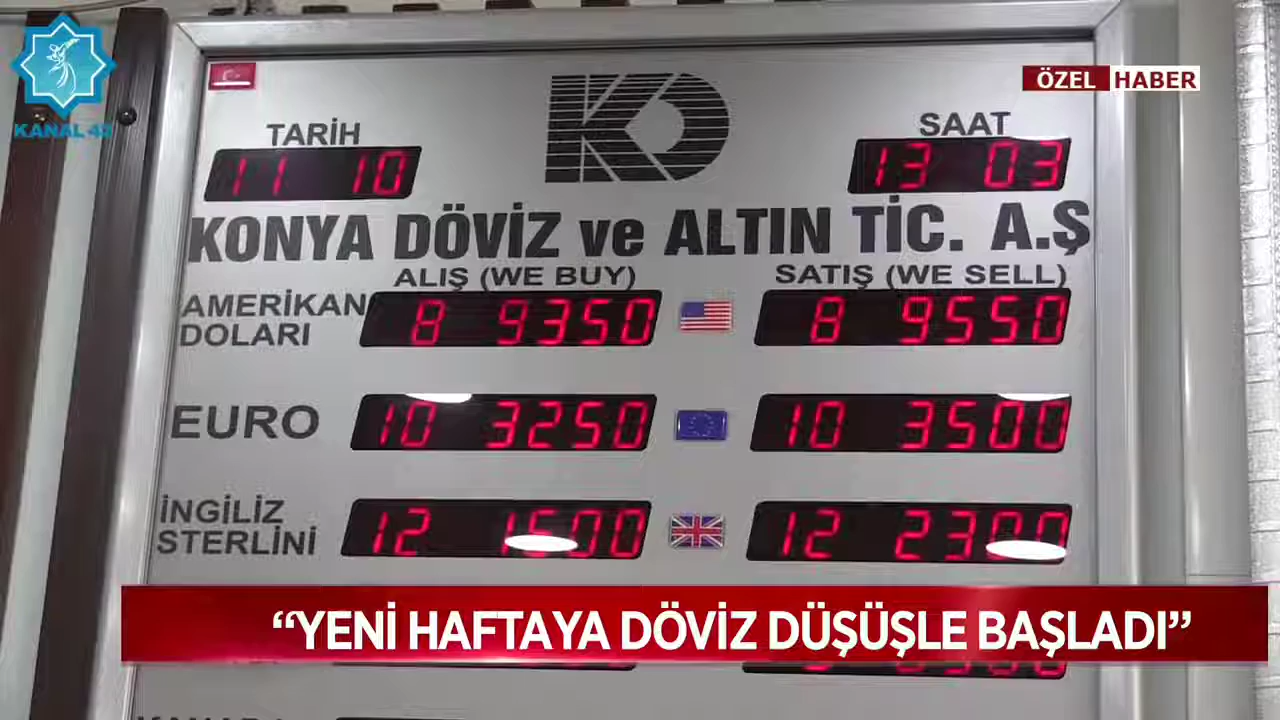 KANAL 42
ÖZEL HABER
TARİH
SAAT
11 10
13 03
KONYA DÖVİZ ve ALTIN TİC. A.Ş
ALIŞ (WE BUY)
SATIŞ (WE SELL)
AMERİKAN DOLARI
8 9350
8 9550
EURO
10 3250
10 3500
İNGİLİZ STERLİNİ
12 1500
12 2300
“YENİ HAFTAYA DÖVİZ DÜŞÜŞLE BAŞLADI”